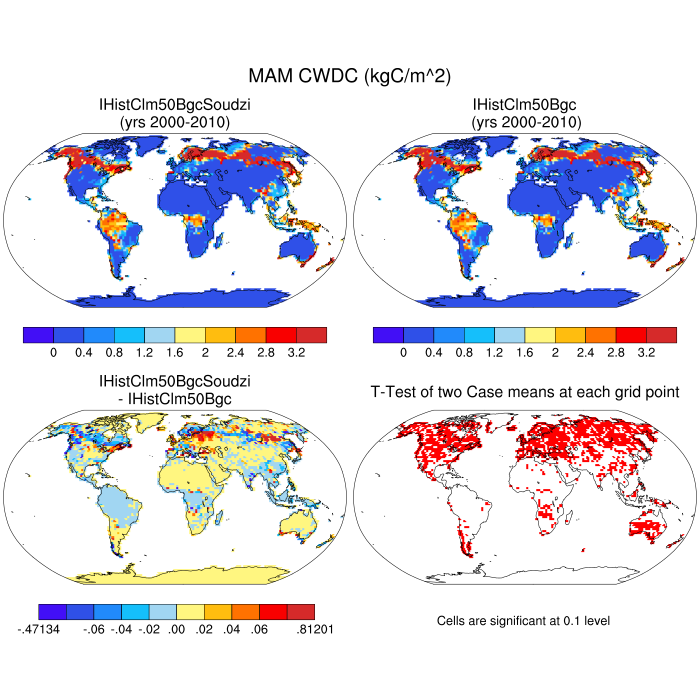 MAM CWDC (kgC/m^2)
IHistClm50BgcSoudzi
(yrs 2000-2010)
IHistClm50Bgc
(yrs 2000-2010)
0 0.4 0.8 1.2 1.6 2 2.4 2.8 3.2
0 0.4 0.8 1.2 1.6 2 2.4 2.8 3.2
IHistClm50BgcSoudzi
- IHistClm50Bgc
T-Test of two Case means at each grid point
-.47134 -.06 -.04 -.02 .00 .02 .04 .06 .81201
Cells are significant at 0.1 level